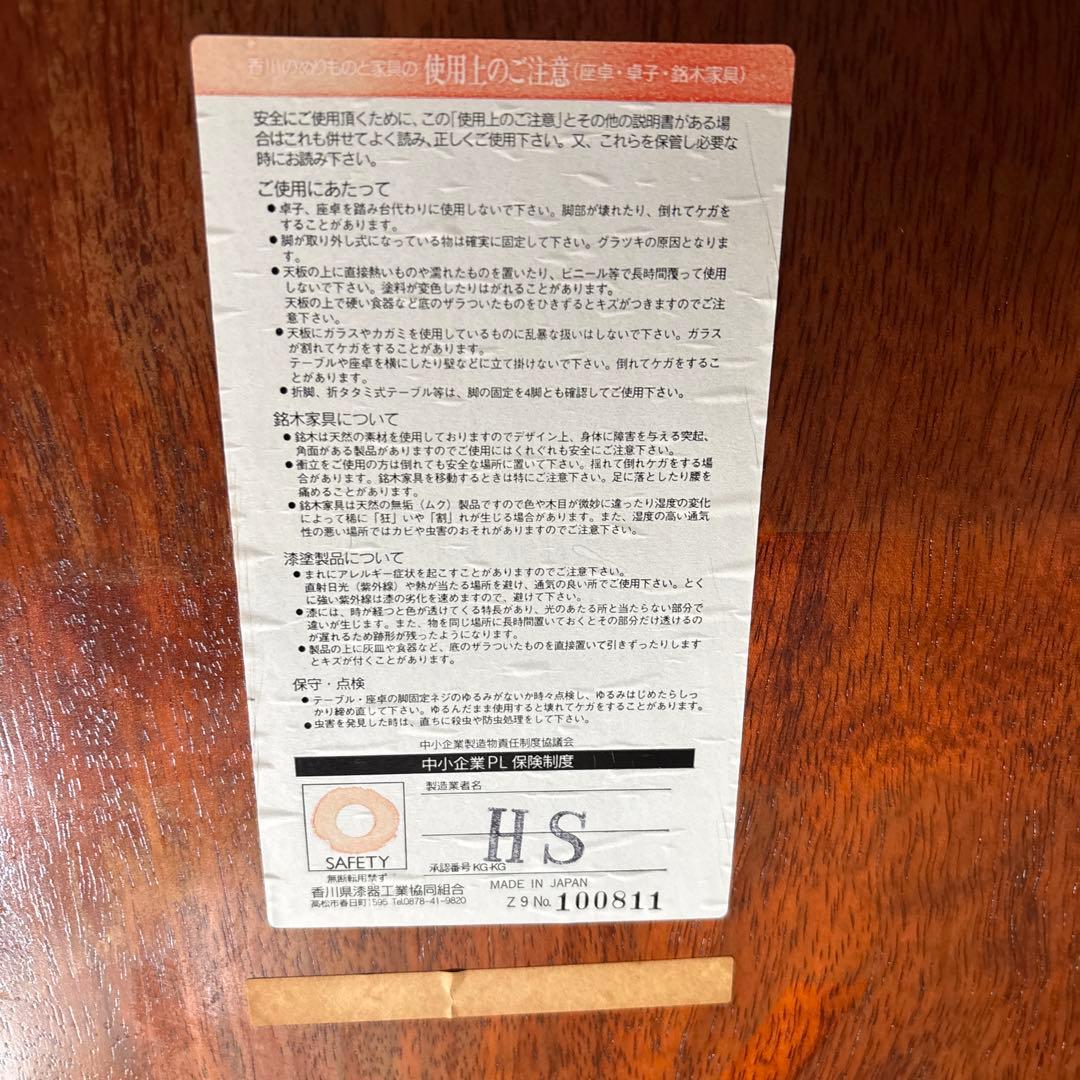 香川のぬりものと家具の 使用上のご注意(座卓・卓子・銘木家具)
安全にご使用頂くために、この「使用上のご注意」とその他の説明書がある場
合はこれも併せてよく読み、正しくご使用下さい。又、これらを保管し必要な
時にお読み下さい。
ご使用にあたって
●卓子、座卓を踏み台代わりに使用しないで下さい。脚部が壊れたり、倒れてケガを
することがあります。
●脚が取り外し式になっている物は確実に固定して下さい。グラツキの原因となりま
す。
●天板の上に直接熱いものや濡れたものを置いたり、ビニール等で長時間覆って使用
しないで下さい。塗料が変色したりはがれることがあります。
天板の上で硬い食器など底のザラついたものをひきずるとキズがつきますのでご注
意下さい。
●天板にガラスやカガミを使用しているものに乱暴な扱いはしないで下さい。ガラス
が割れてケガをすることがあります。
テーブルや座卓を横にしたり壁などに立て掛けないで下さい。倒れてケガをするこ
とがあります。
●折脚、折タタミ式テーブル等は、脚の固定を4脚とも確認してご使用下さい。
銘木家具について
●銘木は天然の素材を使用しておりますのでデザイン上、身体に障害を与える突起、
角面がある製品がありますのでご使用にはくれぐれも安全にご注意下さい。
●衝立をご使用の方は倒れても安全な場所に置いて下さい。揺れて倒れケガをする場
合があります。銘木家具を移動するときは特にご注意下さい。足に落としたり腰を
痛めることがあります。
●銘木家具は天然の無垢（ムク）製品ですので色や木目が微妙に違ったり湿度の変化
によって稀に「狂」いや「割」れが生じる場合があります。また、湿度の高い通気
性の悪い場所ではカビや虫害のおそれがありますのでご注意下さい。
漆塗製品について
●まれにアレルギー症状を起こすことがありますのでご注意下さい。
直射日光（紫外線）や熱が当たる場所を避け、通気の良い所でご使用下さい。とく
に強い紫外線は漆の劣化を速めますので、避けて下さい。
●漆には、時が経つと色が透けてくる特長があり、光のあたる所と当たらない部分で
違いが生じます。また、物を同じ場所に長時間置いておくとその部分だけ透けるの
が遅れるため跡形が残ったようになります。
●製品の上に灰皿や食器など、底のザラついたものを直接置いて引きずったりします
とキズが付くことがあります。
保守・点検
●テーブル・座卓の脚固定ネジのゆるみがないか時々点検し、ゆるみはじめたらしっ
かり締め直して下さい。ゆるんだまま使用すると壊れてケガをすることがあります。
●虫害を発見した時は、直ちに殺虫や防虫処理をして下さい。
中小企業製造物責任制度協議会
中小企業PL保険制度
製造業者名
HS
SAFETY
承認番号 KG-KG
無断転用禁ず
香川県漆器工業協同組合
高松市春日町1595 Tel.0878-41-9820
MADE IN JAPAN
Z9 No. 100811